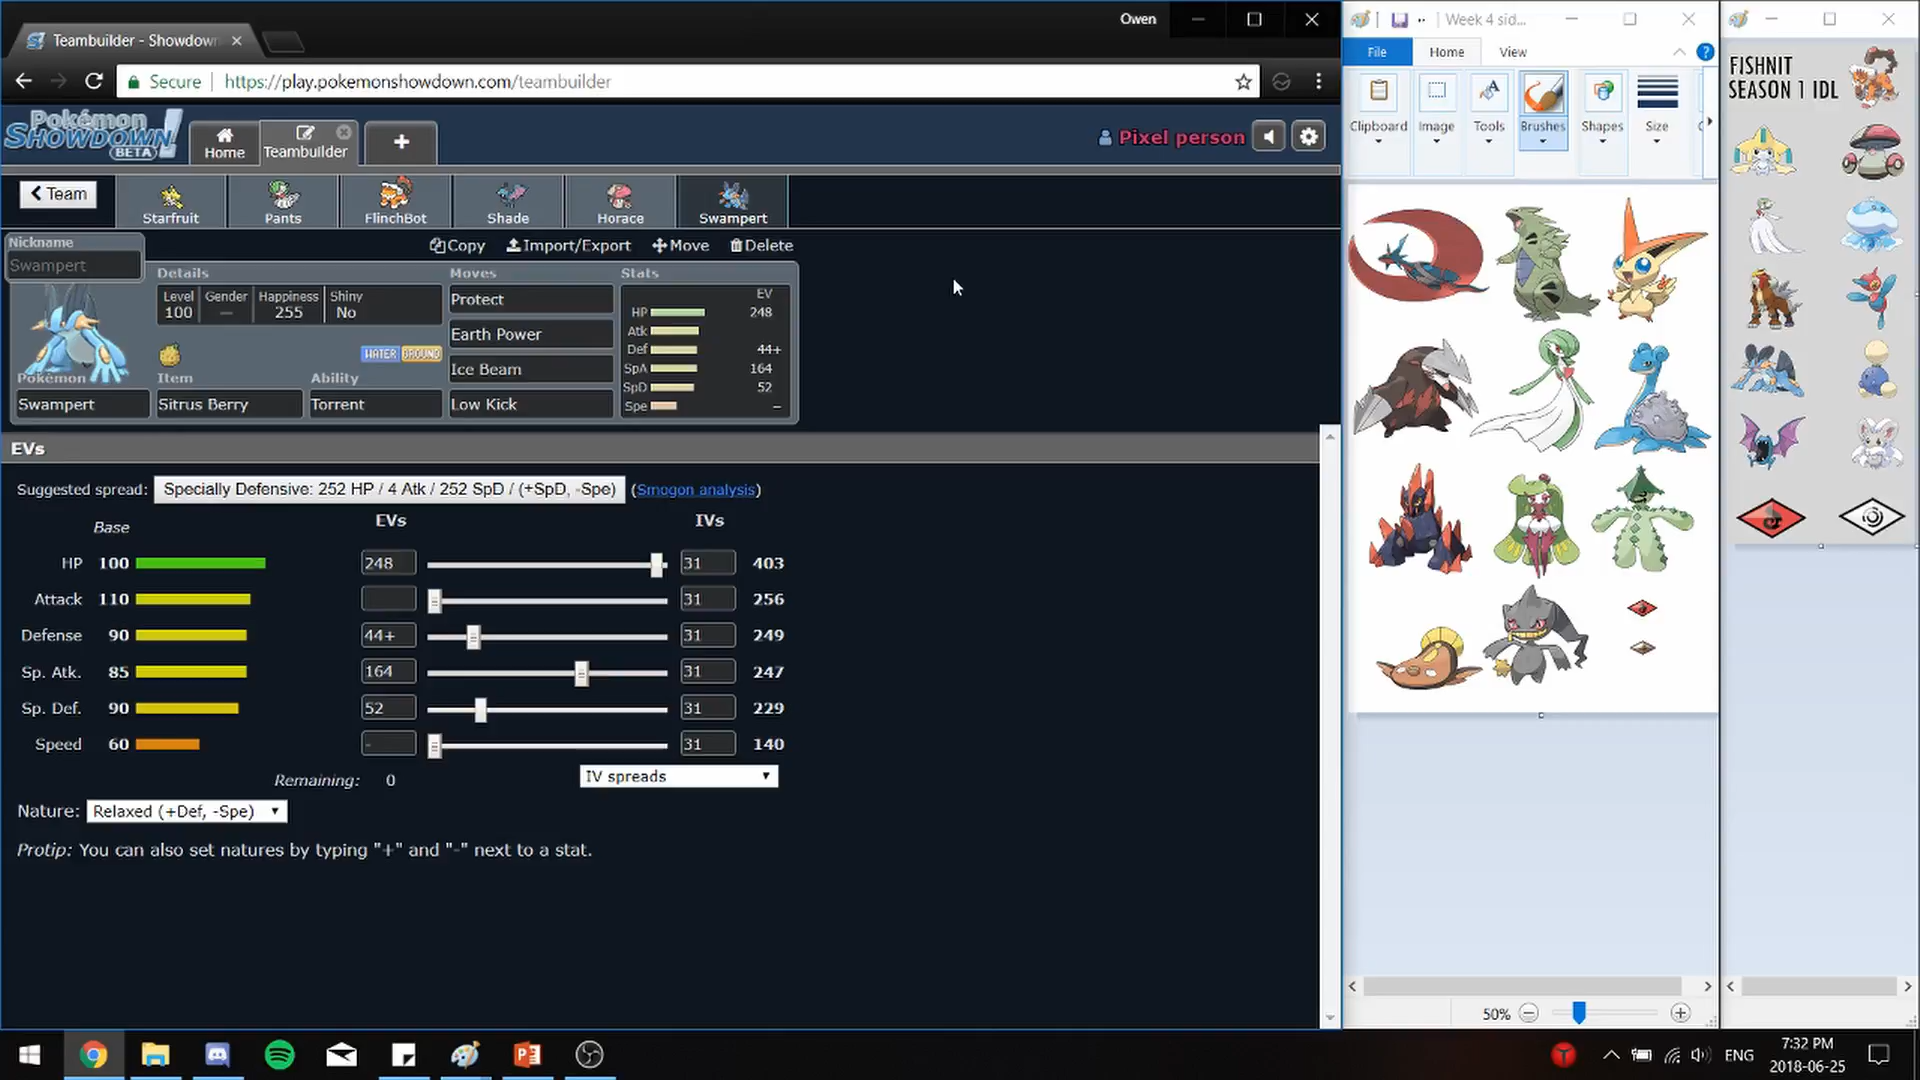 Teambuilder - Showdown
Owen
Secure
https://play.pokemonshowdown.com/teambuilder
Pokémon
SHOWDOWN!
BETA
Home
Teambuilder
Pixel person
Team
Starfruit
Pants
FlinchBot
Shade
Horace
Swampert
Nickname
Swampert
Copy
Import/Export
Move
Delete
Details
Level
100
Gender
—
Happiness
255
Shiny
No
WATER GROUND
Pokémon
Swampert
Item
Sitrus Berry
Ability
Torrent
Moves
Protect
Earth Power
Ice Beam
Low Kick
Stats
EV
HP 248
Atk
Def 44+
SpA 164
SpD 52
Spe –
EVs
Suggested spread: Specially Defensive: 252 HP / 4 Atk / 252 SpD / (+SpD, -Spe) (Smogon analysis)
Base EVs IVs
HP 100 248 31 403
Attack 110 31 256
Defense 90 44+ 31 249
Sp. Atk. 85 164 31 247
Sp. Def. 90 52 31 229
Speed 60 - 31 140
Remaining: 0
IV spreads
Nature: Relaxed (+Def, -Spe)
Protip: You can also set natures by typing "+" and "-" next to a stat.
Week 4 sid...
File
Home
View
Clipboard
Image
Tools
Brushes
Shapes
Size
50%
FISHNIT
SEASON 1 IDL
ENG
7:32 PM
2018-06-25